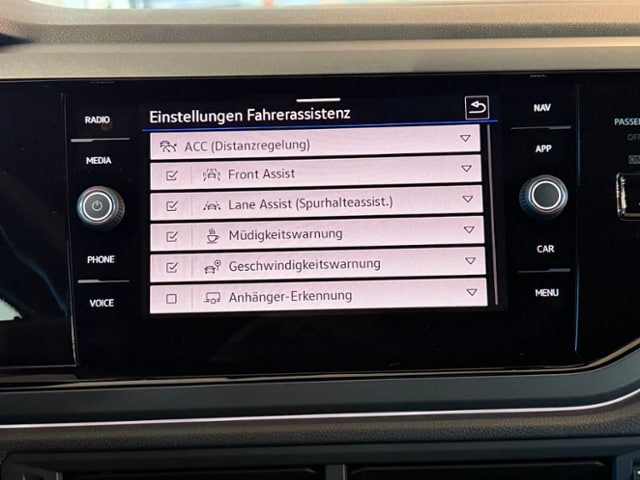 RADIO
MEDIA
PHONE
VOICE
Einstellungen Fahrerassistenz
ACC (Distanzregelung)
Front Assist
Lane Assist (Spurhalteassist.)
Müdigkeitswarnung
Geschwindigkeitswarnung
Anhänger-Erkennung
NAV
APP
CAR
MENU
PASSEN